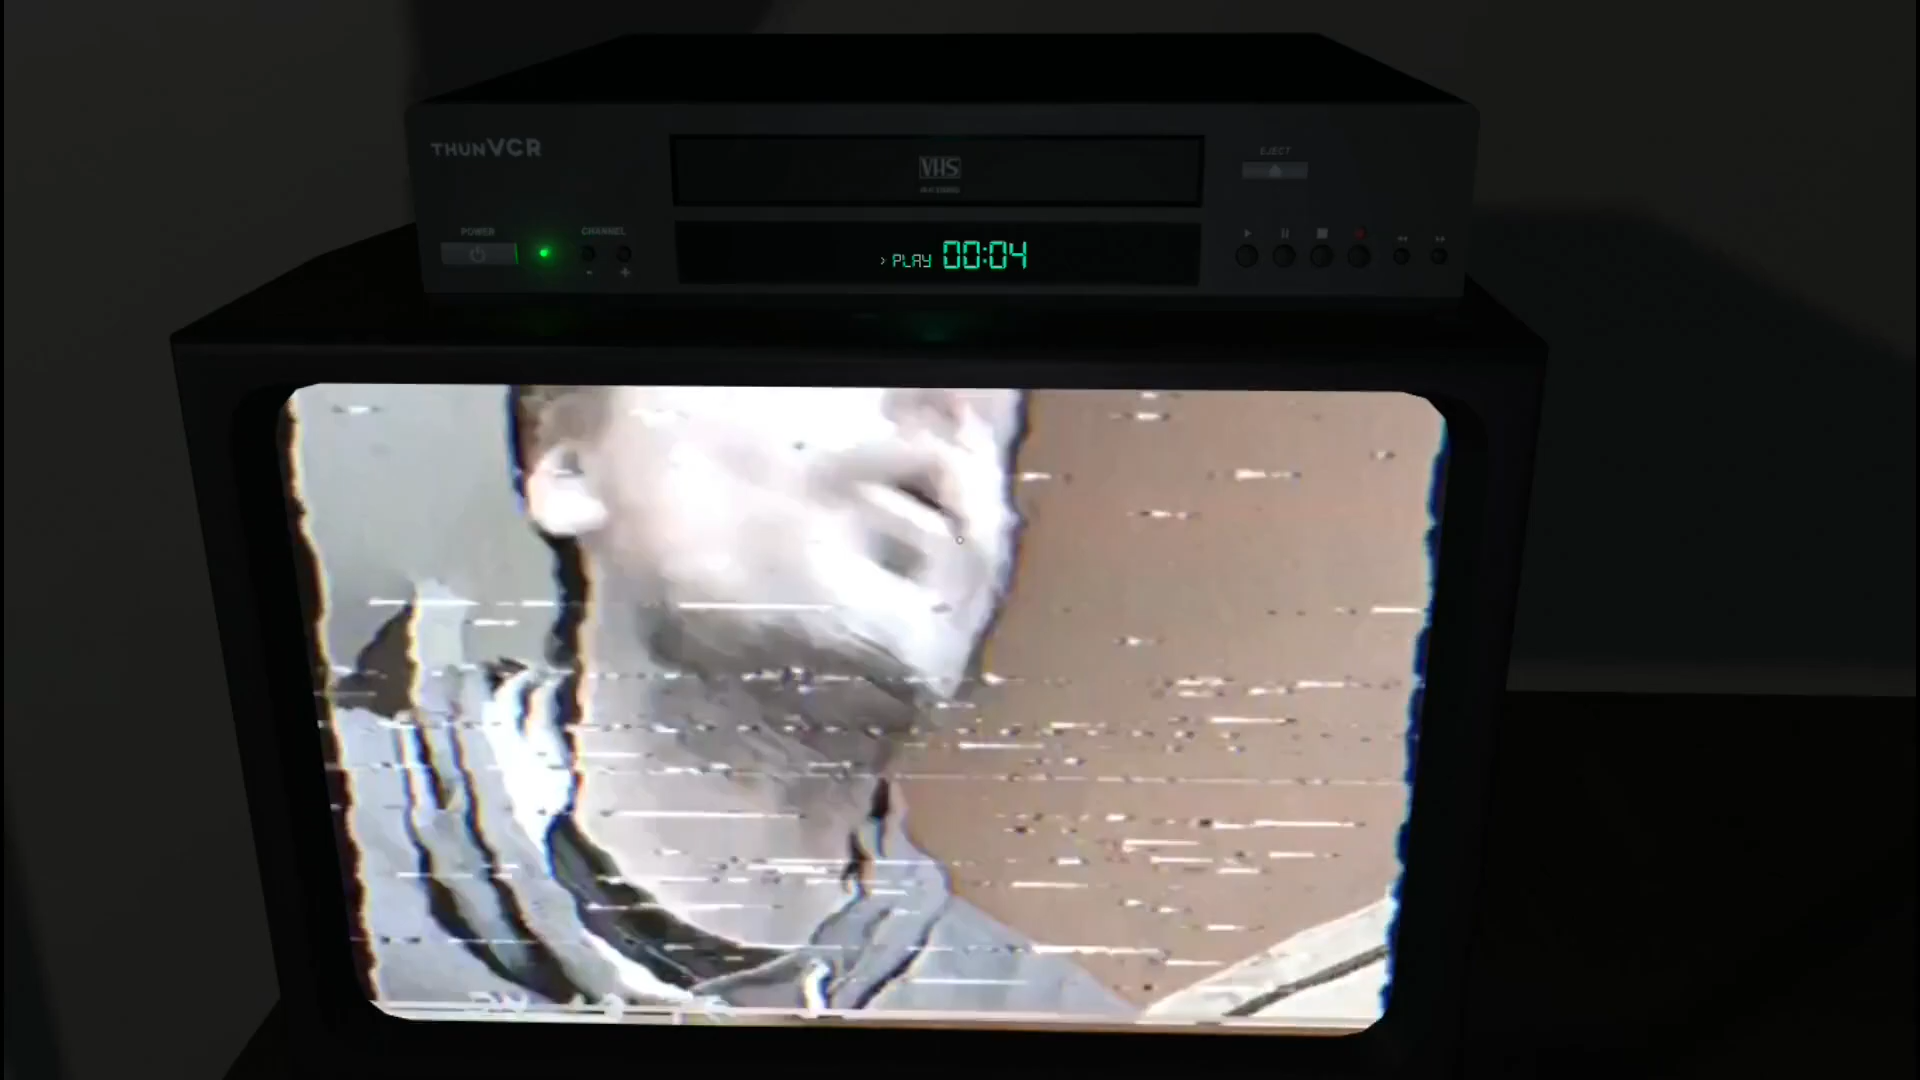 THUNVCR
VHS
EJECT
POWER
CHANNEL
- +
› PLAY 00:04